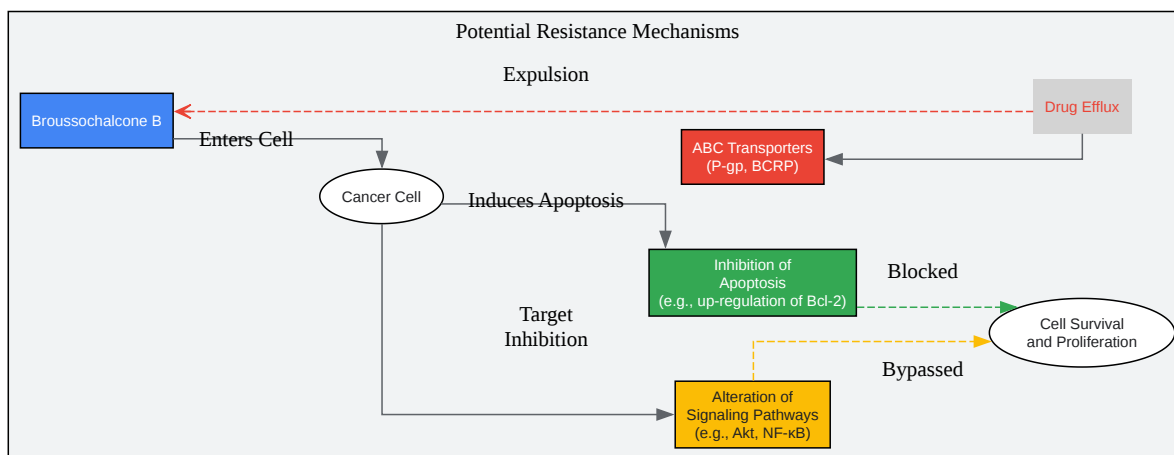 Potential Resistance Mechanisms
Expulsion
Broussochalcone B
Drug Efflux
Enters Cell
ABC Transporters
(P-gp, BCRP)
Cancer Cell
Induces Apoptosis
Inhibition of
Apoptosis
(e.g., up-regulation of Bcl-2)
Blocked
Target
Inhibition
Cell Survival
and Proliferation
Bypassed
Alteration of
Signaling Pathways
(e.g., Akt, NF-κB)